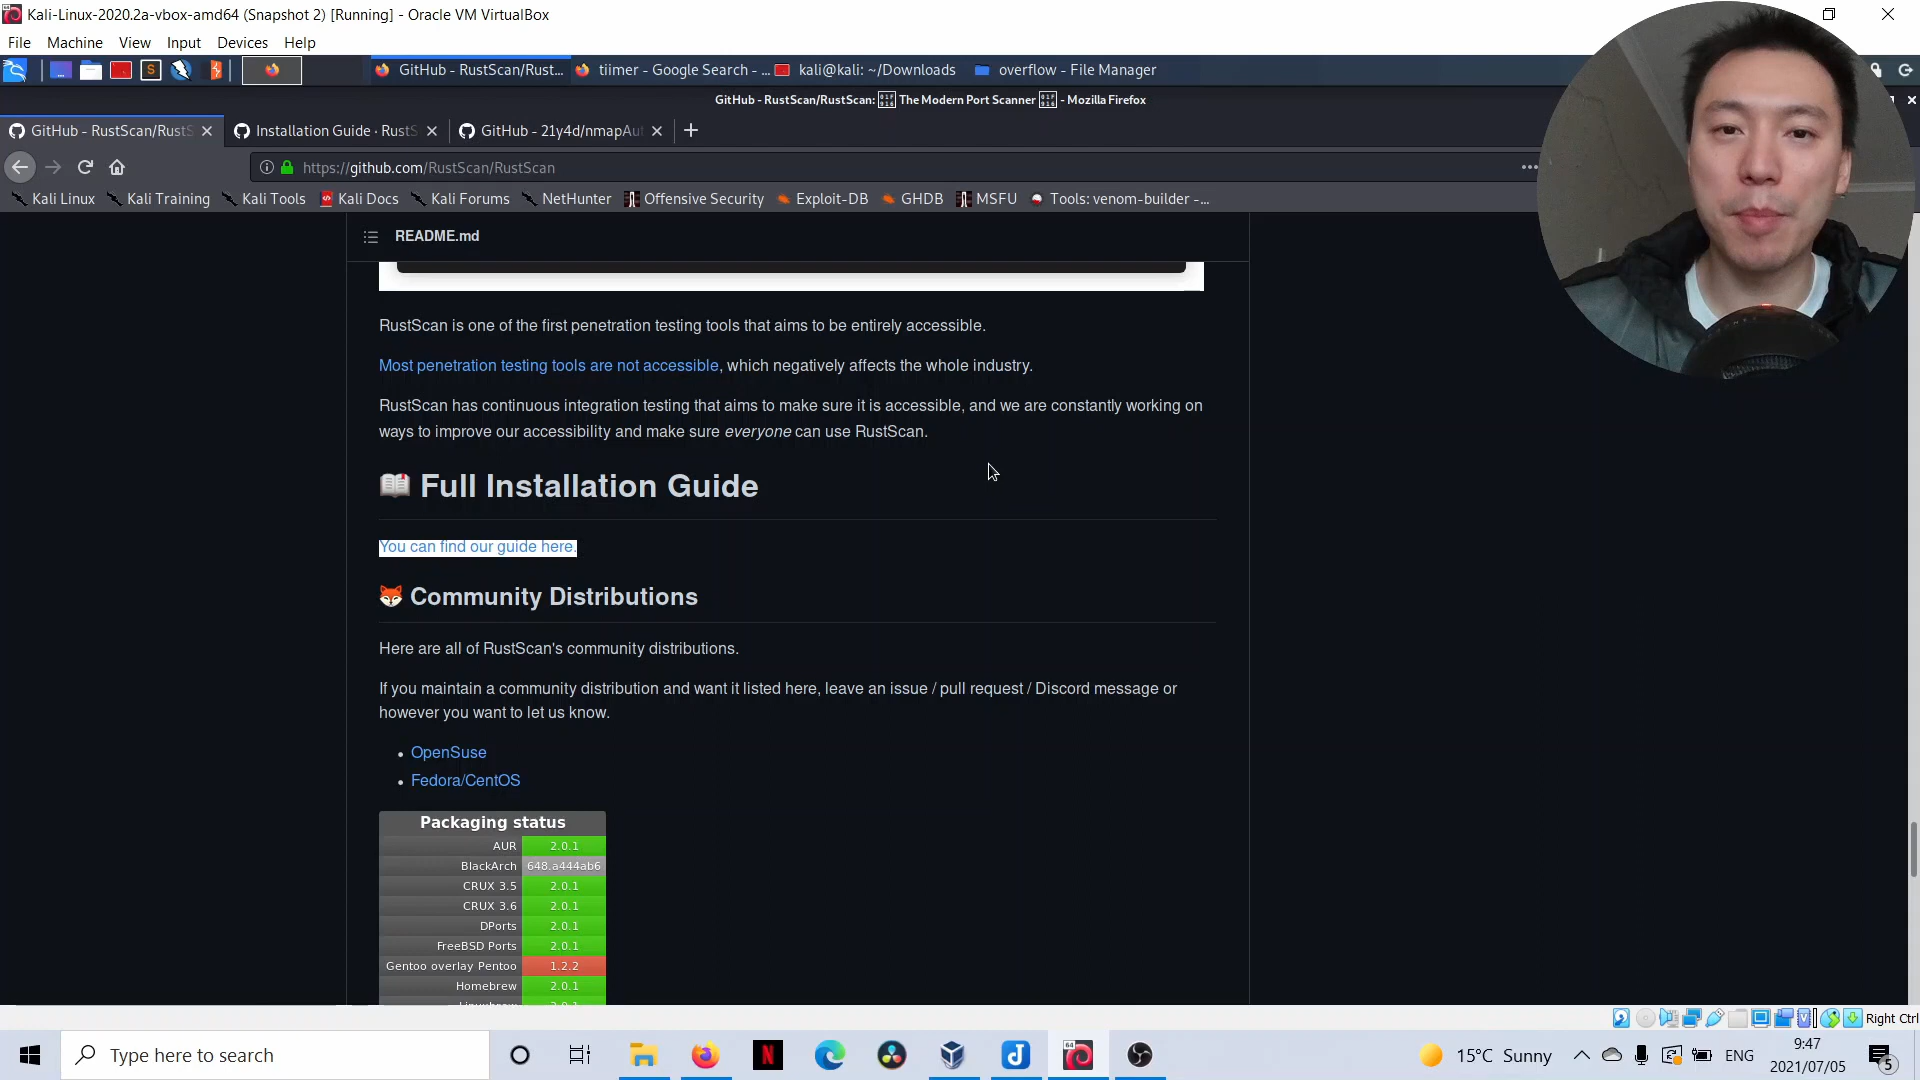 Kali-Linux-2020.2a-vbox-amd64 (Snapshot 2) [Running] - Oracle VM VirtualBox
File Machine View Input Devices Help
GitHub - RustScan/Rust... tiimer - Google Search - ... kali@kali: ~/Downloads overflow - File Manager
GitHub - RustScan/RustScan: The Modern Port Scanner - Mozilla Firefox
GitHub - RustScan/RustS Installation Guide · RustS GitHub - 21y4d/nmapAut
https://github.com/RustScan/RustScan
Kali Linux Kali Training Kali Tools Kali Docs Kali Forums NetHunter Offensive Security Exploit-DB GHDB MSFU Tools: venom-builder -...
README.md
RustScan is one of the first penetration testing tools that aims to be entirely accessible.
Most penetration testing tools are not accessible, which negatively affects the whole industry.
RustScan has continuous integration testing that aims to make sure it is accessible, and we are constantly working on
ways to improve our accessibility and make sure everyone can use RustScan.
Full Installation Guide
You can find our guide here.
Community Distributions
Here are all of RustScan's community distributions.
If you maintain a community distribution and want it listed here, leave an issue / pull request / Discord message or
however you want to let us know.
• OpenSuse
• Fedora/CentOS
Packaging status
AUR 2.0.1
BlackArch 648.a444ab6
CRUX 3.5 2.0.1
CRUX 3.6 2.0.1
DPorts 2.0.1
FreeBSD Ports 2.0.1
Gentoo overlay Pentoo 1.2.2
Homebrew 2.0.1
Right Ctrl
Type here to search
15°C Sunny
ENG
9:47
2021/07/05
5